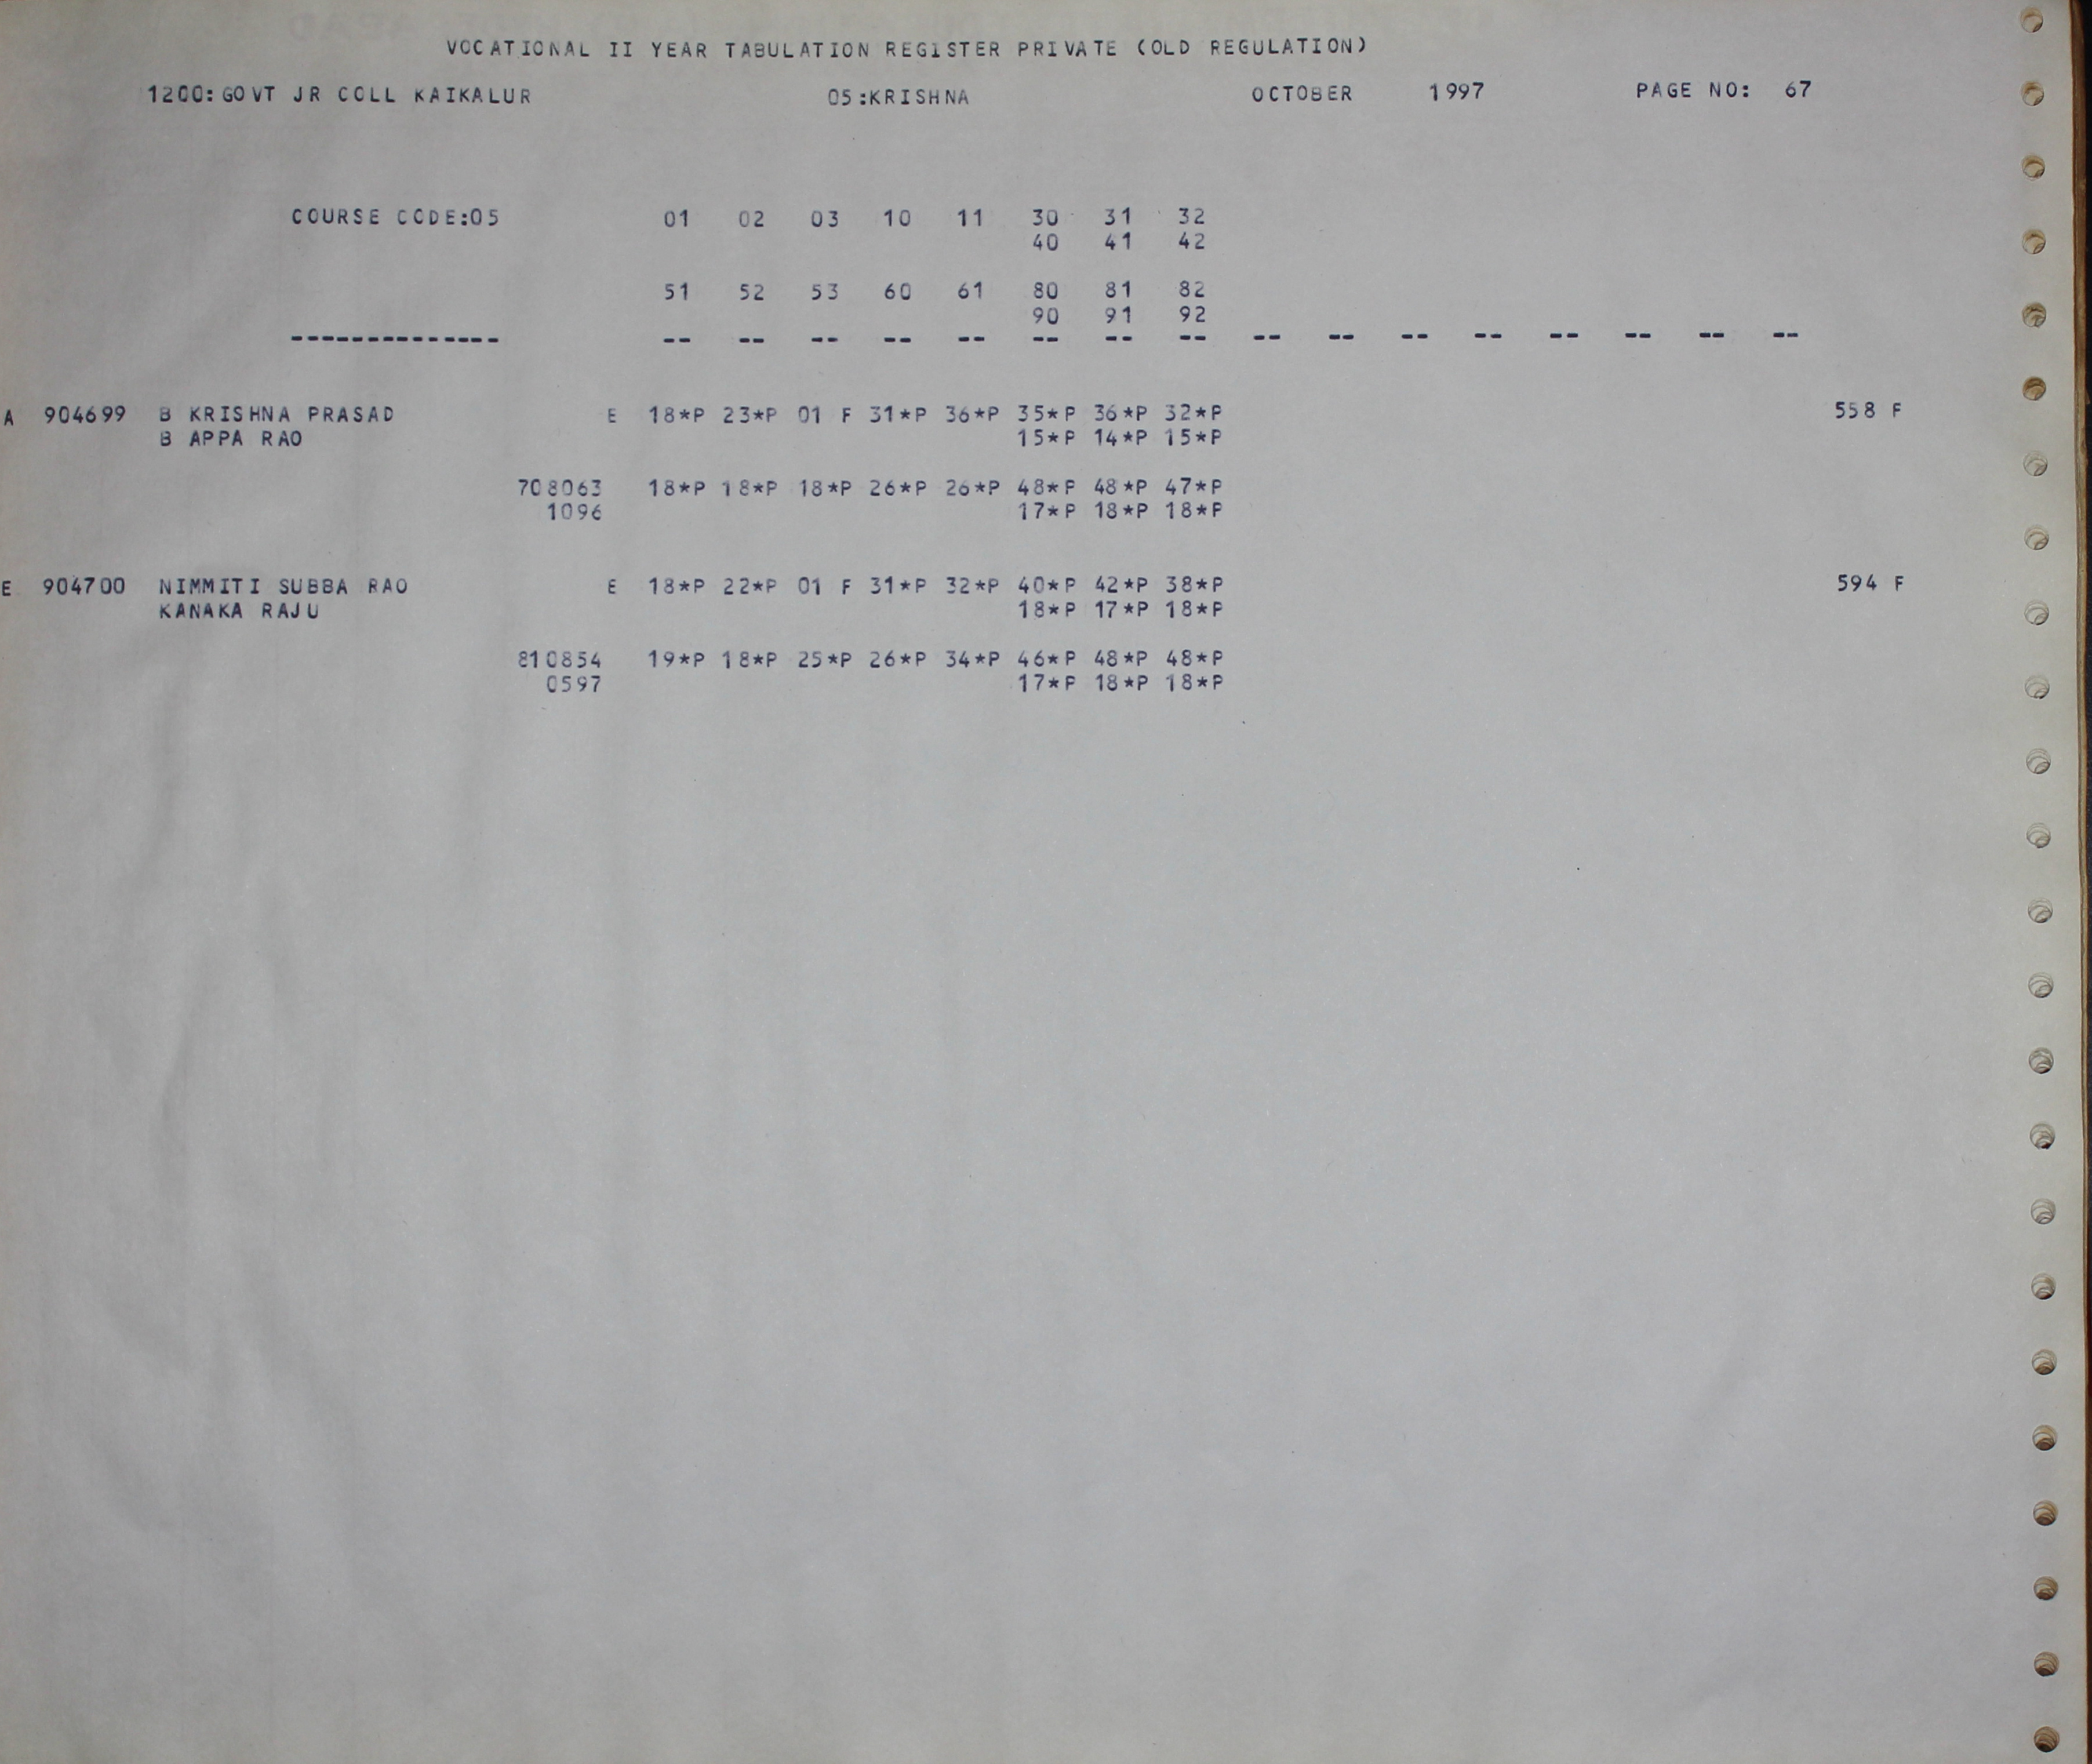 VOCATIONAL II YEAR TABULATION REGISTER PRIVATE (OLD REGULATION)
1200:GOVT JR COLL KAIKALUR 05:KRISHNA OCTOBER 1997 PAGE NO: 67
COURSE CODE:05 01 02 03 10 11 30 31 32
40 41 42
51 52 53 60 61 80 81 82
90 91 92
-------------- -- -- -- -- -- -- -- -- -- -- -- -- -- -- -- --
A 904699 B KRISHNA PRASAD E 18*P 23*P 01 F 31*P 36*P 35*P 36*P 32*P 558 F
B APPA RAO 15*P 14*P 15*P
708063 18*P 18*P 18*P 26*P 26*P 48*P 48*P 47*P
1096 17*P 18*P 18*P
E 904700 NIMMITI SUBBA RAO E 18*P 22*P 01 F 31*P 32*P 40*P 42*P 38*P 594 F
KANAKA RAJU 18*P 17*P 18*P
810854 19*P 18*P 25*P 26*P 34*P 46*P 48*P 48*P
0597 17*P 18*P 18*P